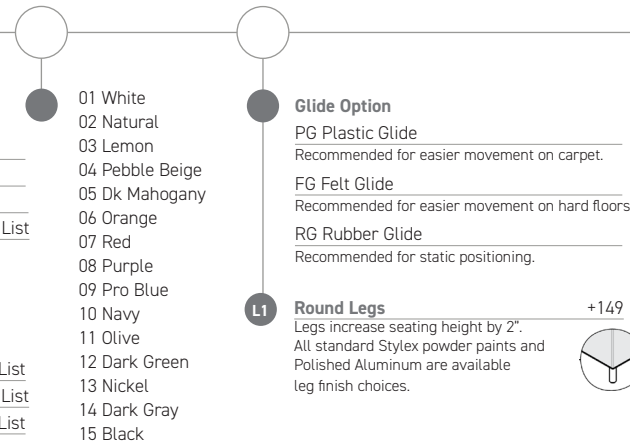 List
List
List
List
01 White
02 Natural
03 Lemon
04 Pebble Beige
05 Dk Mahogany
06 Orange
07 Red
08 Purple
09 Pro Blue
10 Navy
11 Olive
12 Dark Green
13 Nickel
14 Dark Gray
15 Black
Glide Option
PG Plastic Glide
Recommended for easier movement on carpet.
FG Felt Glide
Recommended for easier movement on hard floors
RG Rubber Glide
Recommended for static positioning.
L1 Round Legs +149
Legs increase seating height by 2".
All standard Stylex powder paints and
Polished Aluminum are available
leg finish choices.